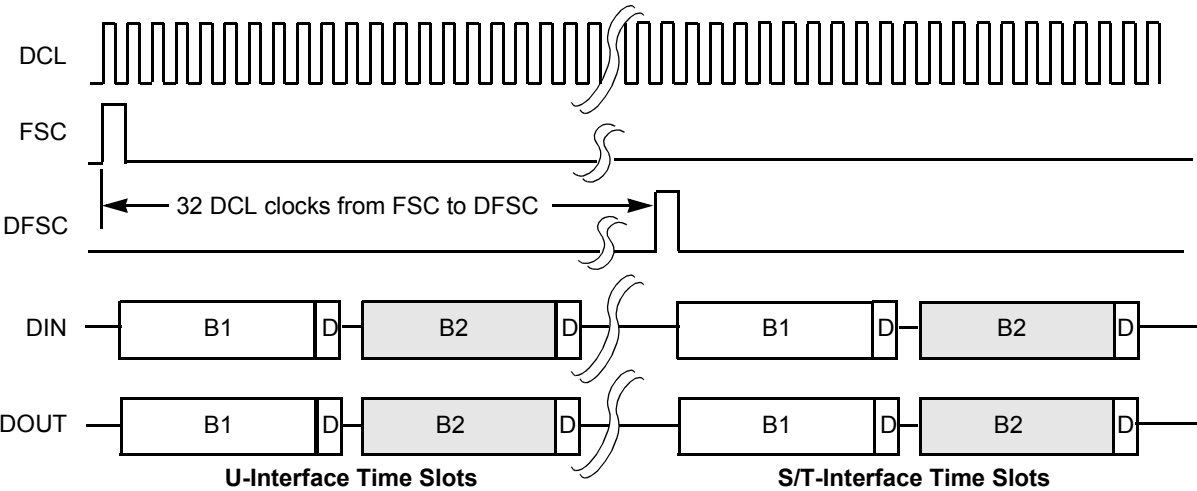 DCL
FSC
32 DCL clocks from FSC to DFSC
DFSC
DIN B1 D B2 D B1 D B2 D
DOUT B1 D B2 D B1 D B2 D
U-Interface Time Slots S/T-Interface Time Slots